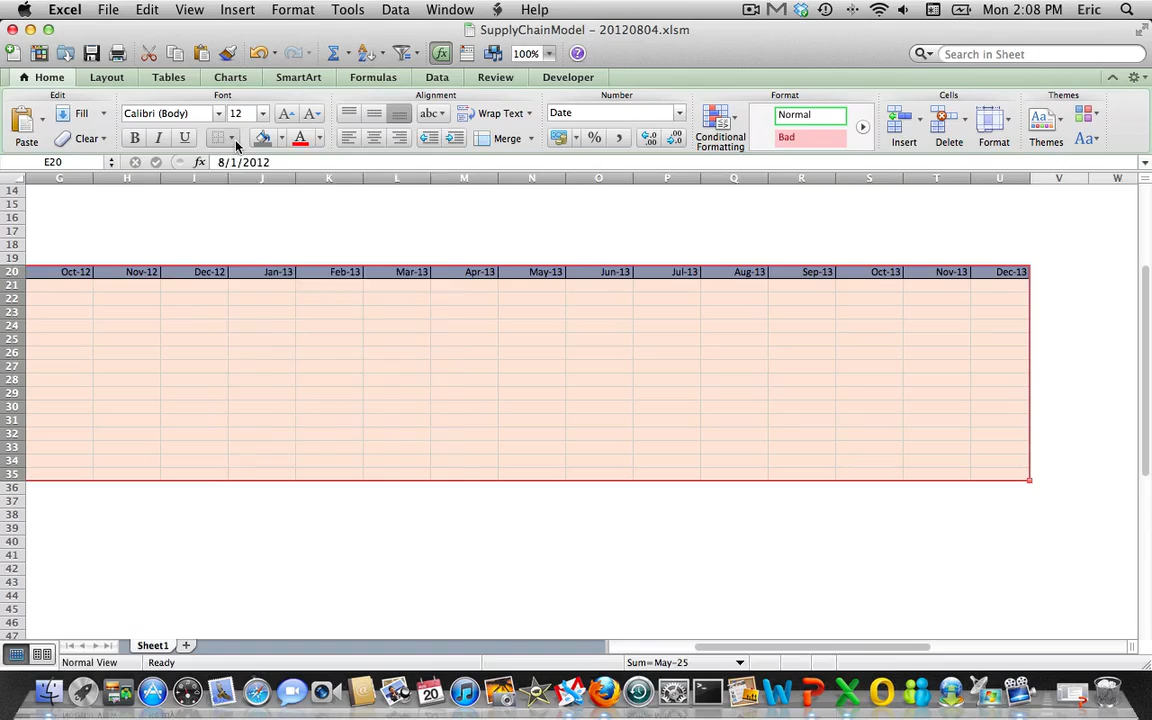 Excel File Edit View Insert Format Tools Data Window Help Mon 2:08 PM Eric
SupplyChainModel – 20120804.xlsm
100% Search in Sheet
Home Layout Tables Charts SmartArt Formulas Data Review Developer
Edit Font Alignment Number Format Cells Themes
Fill Calibri (Body) 12 abc Wrap Text Date Normal
Paste Clear B I U A Merge % Conditional Formatting Bad Insert Delete Format Themes Aa
E20 fx 8/1/2012
G H I J K L M N O P Q R S T U V W
14
15
16
17
18
19
20 Oct-12 Nov-12 Dec-12 Jan-13 Feb-13 Mar-13 Apr-13 May-13 Jun-13 Jul-13 Aug-13 Sep-13 Oct-13 Nov-13 Dec-13
21
22
23
24
25
26
27
28
29
30
31
32
33
34
35
36
37
38
39
40
41
42
43
44
45
46
47
Sheet1
Normal View Ready Sum=May-25